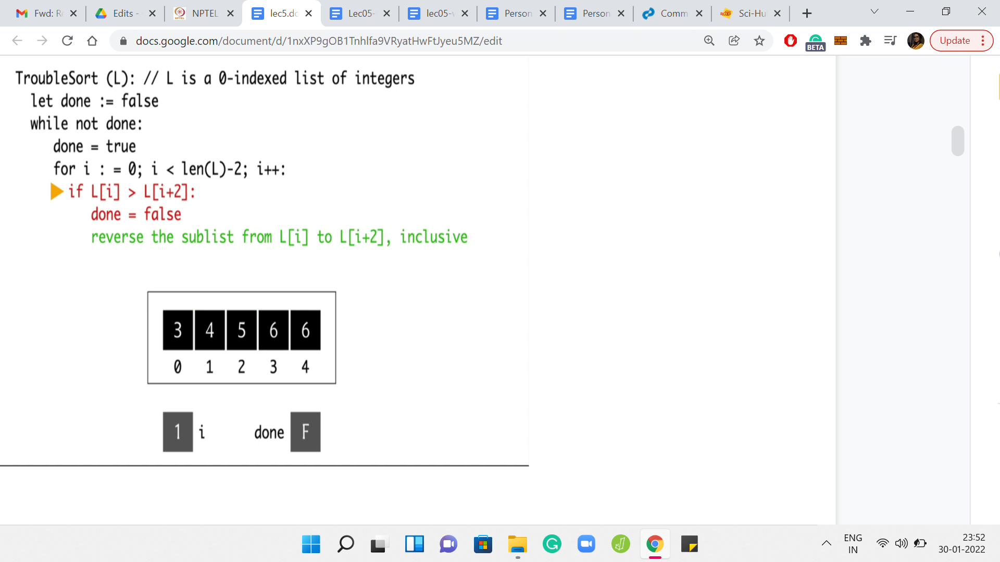 Fwd: Re
Edits -
NPTEL
lec5.dc
Lec05-
lec05-v
Person
Person
Comm
Sci-Hu
docs.google.com/document/d/1nxXP9gOB1Tnhlfa9VRyatHwFtJyeu5MZ/edit
BETA
Update
TroubleSort (L): // L is a 0-indexed list of integers
let done := false
while not done:
done = true
for i : = 0; i < len(L)-2; i++:
if L[i] > L[i+2]:
done = false
reverse the sublist from L[i] to L[i+2], inclusive
3 4 5 6 6
0 1 2 3 4
1 i done F
ENG
IN
23:52
30-01-2022